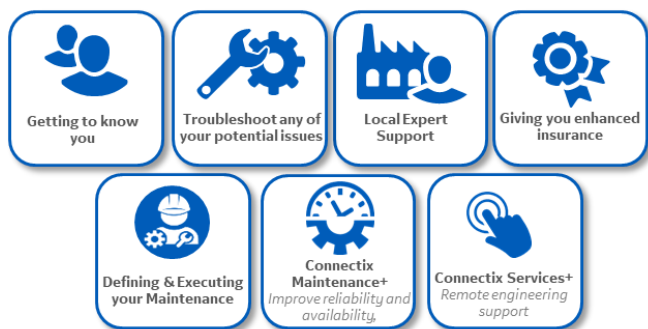 Getting to know
you
Troubleshoot any of
your potential issues
Local Expert
Support
Giving you enhanced
insurance
Defining & Executing
your Maintenance
Connectix
Maintenance+
Improve reliability and
availability,
Connectix Services+
Remote engineering
support